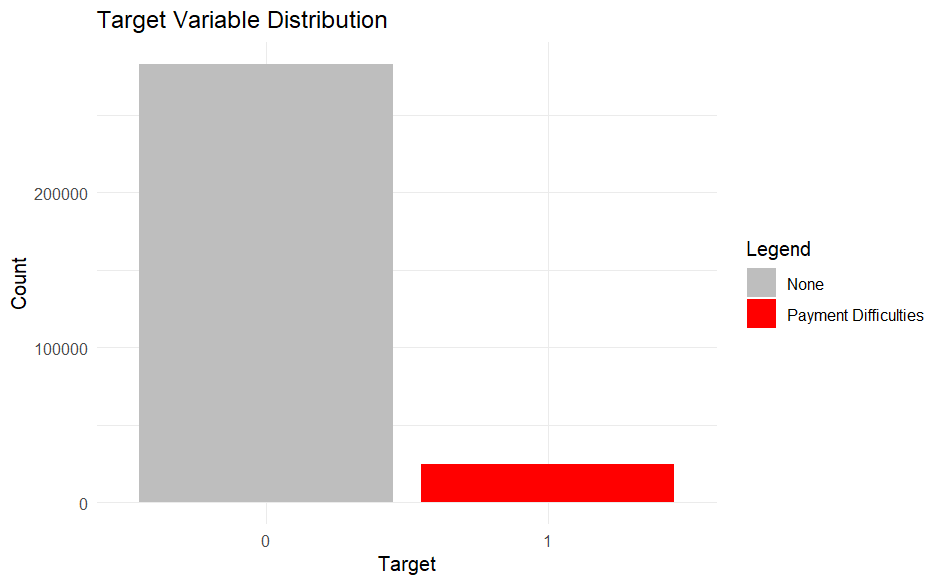 Target Variable Distribution
Count
200000
100000
0
0
1
Target
Legend
None
Payment Difficulties